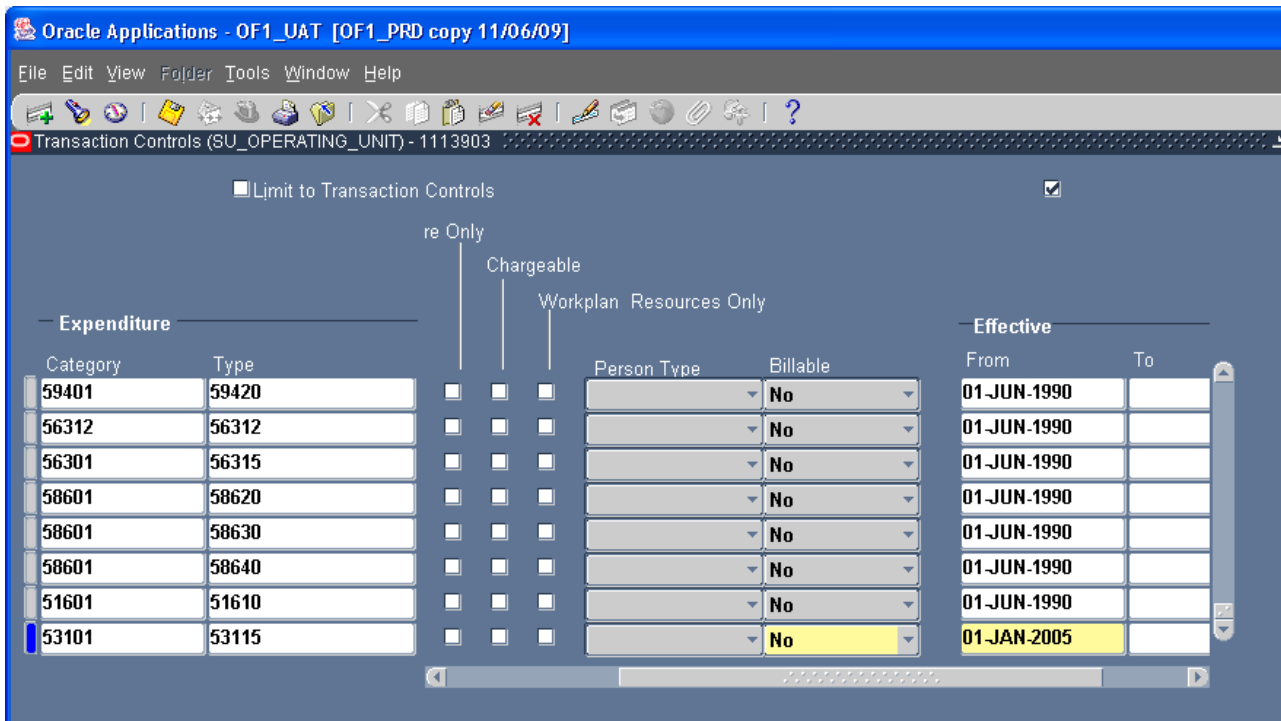 Oracle Applications - OF1_UAT [OF1_PRD copy 11/06/09]
File Edit View Folder Tools Window Help
?
Transaction Controls (SU_OPERATING_UNIT) - 1113903
Limit to Transaction Controls
re Only
Chargeable
Workplan Resources Only
Expenditure Effective
Category Type Person Type Billable From To
59401 59420 No 01-JUN-1990
56312 56312 No 01-JUN-1990
56301 56315 No 01-JUN-1990
58601 58620 No 01-JUN-1990
58601 58630 No 01-JUN-1990
58601 58640 No 01-JUN-1990
51601 51610 No 01-JUN-1990
53101 53115 No 01-JAN-2005